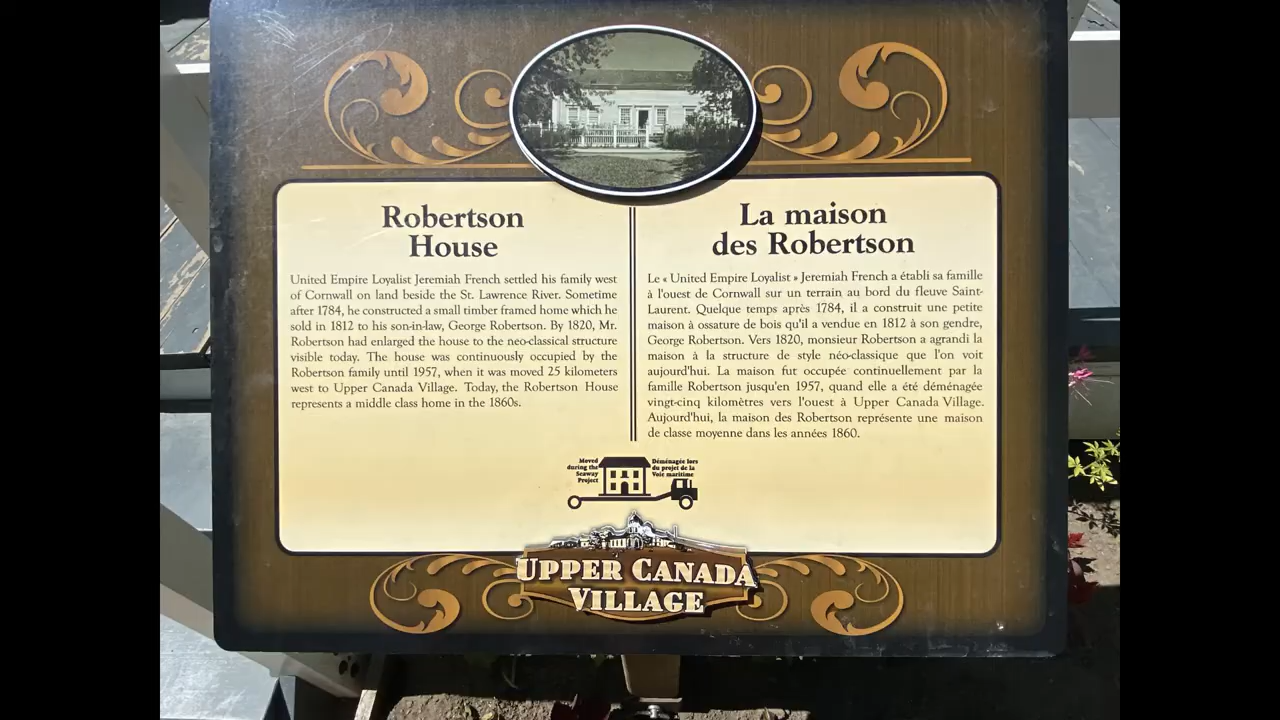 Robertson
House
United Empire Loyalist Jeremiah French settled his family west
of Cornwall on land beside the St. Lawrence River. Sometime
after 1784, he constructed a small timber framed home which he
sold in 1812 to his son-in-law, George Robertson. By 1820, Mr.
Robertson had enlarged the house to the neo-classical structure
visible today. The house was continuously occupied by the
Robertson family until 1957, when it was moved 25 kilometers
west to Upper Canada Village. Today, the Robertson House
represents a middle class home in the 1860s.
La maison
des Robertson
Le « United Empire Loyalist » Jeremiah French a établi sa famille
à l'ouest de Cornwall sur un terrain au bord du fleuve Saint-
Laurent. Quelque temps après 1784, il a construit une petite
maison à ossature de bois qu'il a vendue en 1812 à son gendre,
George Robertson. Vers 1820, monsieur Robertson a agrandi la
maison à la structure de style néo-classique que l'on voit
aujourd'hui. La maison fut occupée continuellement par la
famille Robertson jusqu'en 1957, quand elle a été déménagée
vingt-cinq kilomètres vers l'ouest à Upper Canada Village.
Aujourd'hui, la maison des Robertson représente une maison
de classe moyenne dans les années 1860.
Moved
during the
Seaway
Project
Déménagée lors
du projet de la
Voie maritime
UPPER CANADA
VILLAGE